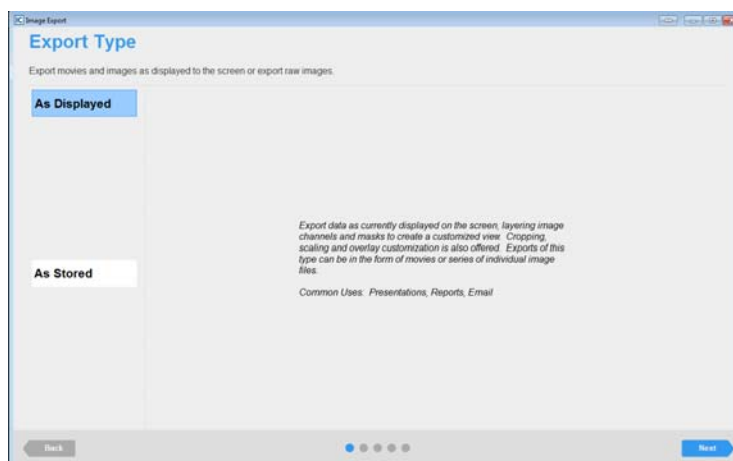 Image Export
Export Type
Export movies and images as displayed to the screen or export raw images.
As Displayed
Export data as currently displayed on the screen, layering image
channels and masks to create a customized view. Cropping,
scaling and overlay customization is also offered. Exports of this
type can be in the form of movies or series of individual image
files.
As Stored
Common Uses: Presentations, Reports, Email
Back
Next